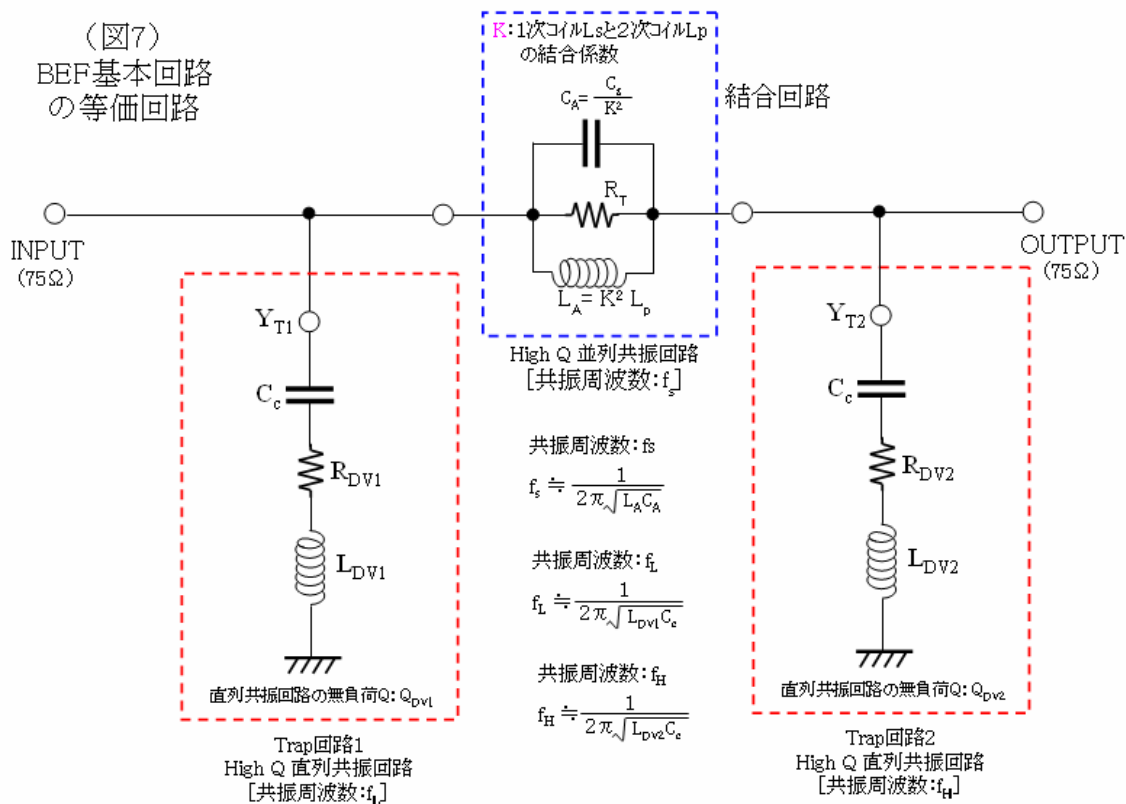 (図7)
BEF基本回路
の等価回路
K:1次コイルLsと2次コイルLp
の結合係数
C_A= C_s/K²
結合回路
R_T
L_A= K² L_p
INPUT
(75Ω)
OUTPUT
(75Ω)
High Q 並列共振回路
[共振周波数:f_s]
Y_T1
C_c
R_DV1
L_DV1
直列共振回路の無負荷Q: Q_DV1
Trap回路1
High Q 直列共振回路
[共振周波数:f_L]
共振周波数:fs
f_s ≒ 1/2π√L_AC_A
共振周波数:f_L
f_L ≒ 1/2π√L_DV1C_c
共振周波数:f_H
f_H ≒ 1/2π√L_DV2C_c
Y_T2
C_c
R_DV2
L_DV2
直列共振回路の無負荷Q: Q_DV2
Trap回路2
High Q 直列共振回路
[共振周波数:f_H]